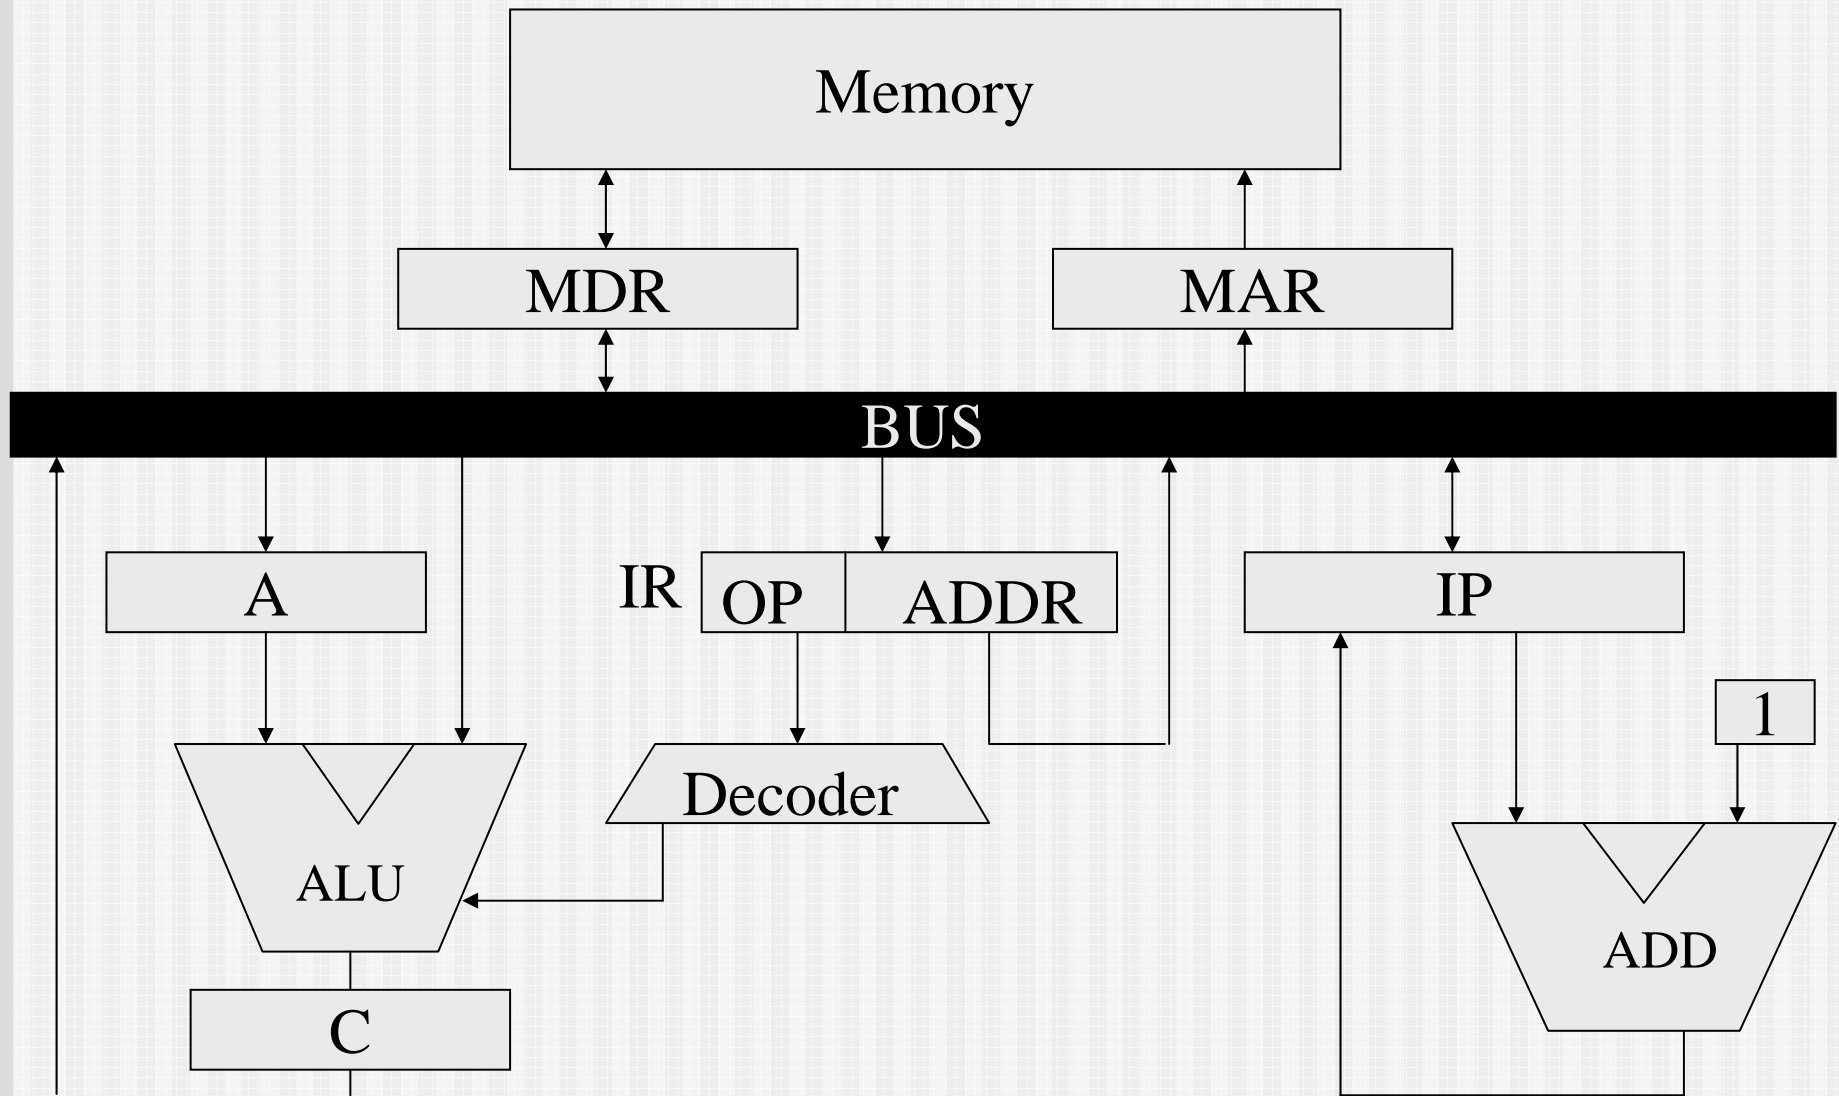 Memory
MDR
MAR
BUS
A
IR
OP
ADDR
IP
1
Decoder
ALU
ADD
C